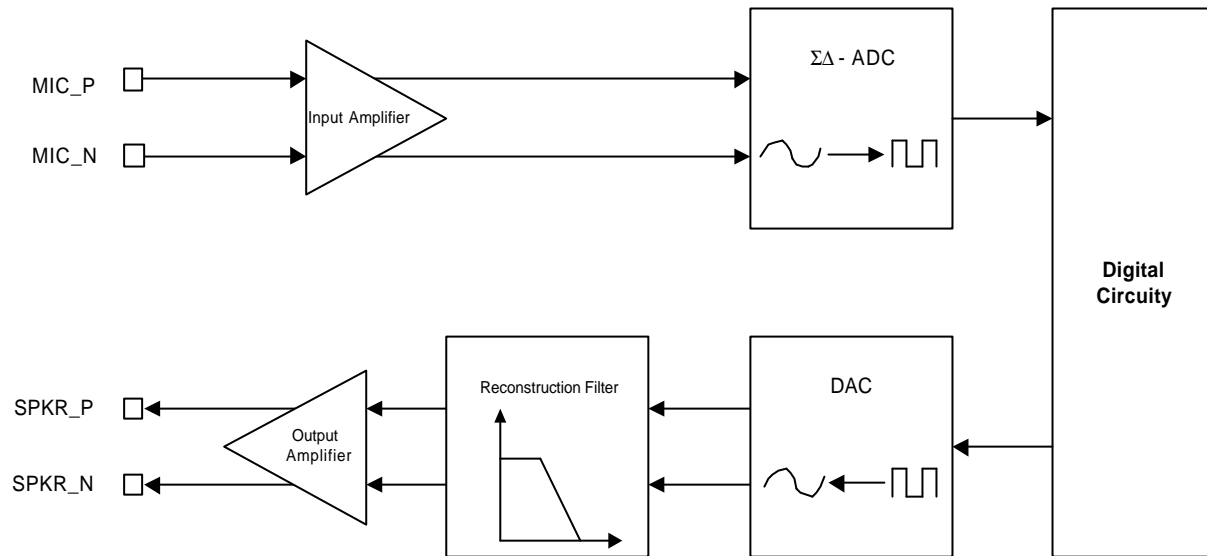 MIC_P
MIC_N
Input Amplifier
ΣΔ - ADC
Digital
Circuity
SPKR_P
SPKR_N
Output
Amplifier
Reconstruction Filter
DAC